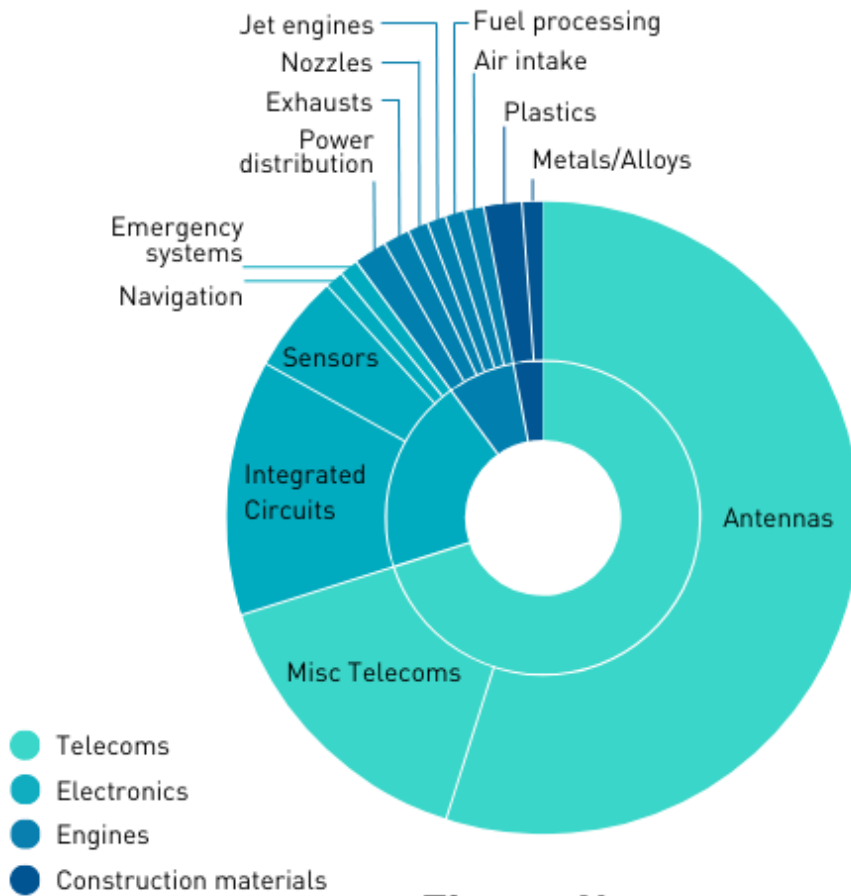 Jet engines
Fuel processing
Nozzles
Air intake
Exhausts
Plastics
Power
distribution
Metals/Alloys
Emergency
systems
Navigation
Sensors
Integrated
Circuits
Antennas
Misc Telecoms
Telecoms
Electronics
Engines
Construction materials